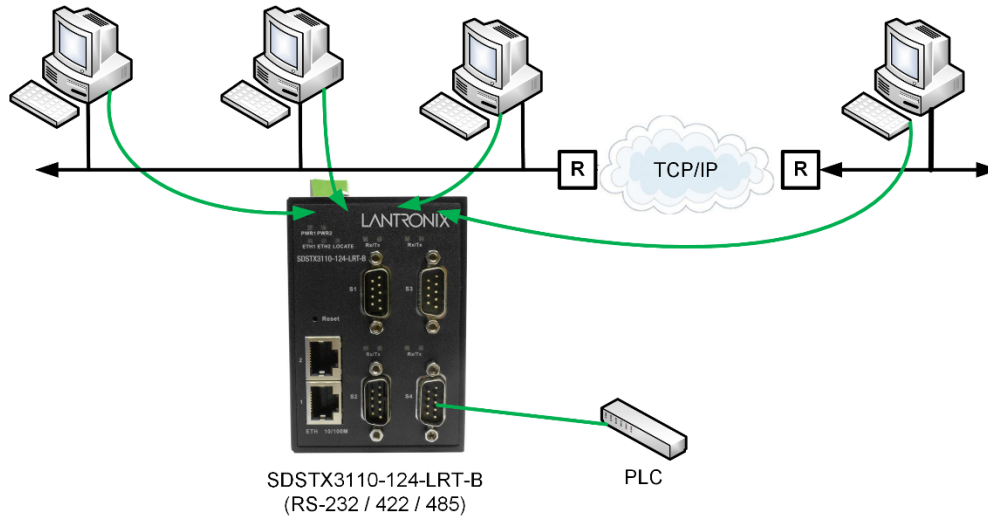 R
TCP/IP
R
LANTRONIX
PWR1 PWR2
ETH1 ETH2 LOCATE
Rx/Tx
Rx/Tx
SDSTX3110-124-LRT-B
S1
S3
Reset
Rx/Tx
Rx/Tx
2
S2
S4
1
ETH 10/100M
SDSTX3110-124-LRT-B
(RS-232 / 422 / 485)
PLC